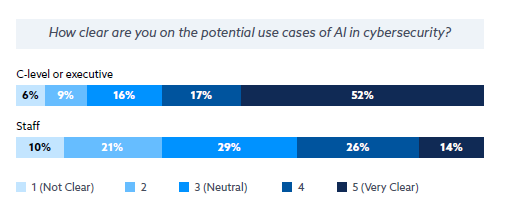 How clear are you on the potential use cases of AI in cybersecurity?
C-level or executive
6% 9% 16% 17% 52%
Staff
10% 21% 29% 26% 14%
1 (Not Clear) 2 3 (Neutral) 4 5 (Very Clear)